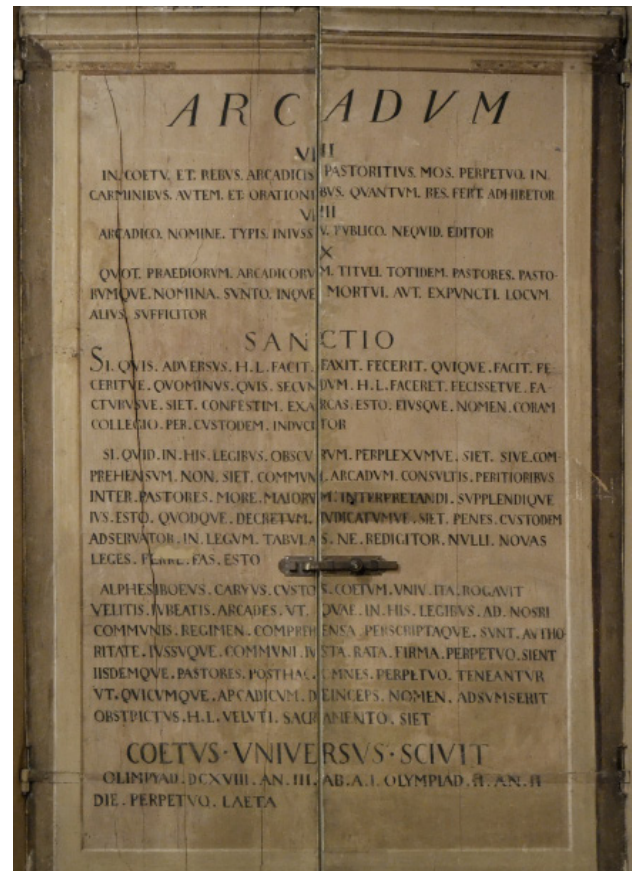 ARCADVM
VIII
IN. COETV. ET. REBVS. ARCADICIS PASTORITIVS. MOS. PERPETVO. IN.
CARMINIBVS. AVTEM. ET. ORATIONIBVS. QVANTVM. RES. FERT. ADHIBETOR
VIIII
ARCADICO. NOMINE. TYPIS. INIVSSV. PVBLICO. NEQVID. EDITOR
X
QVOT. PRAEDIORVM. ARCADICORVM. TITVLI. TOTIDEM. PASTORES. PASTO-
RVMQVE. NOMINA. SVNTO. INQVE MORTVI. AVT. EXPVNCTI. LOCVM
ALIVS. SVFFICITOR
SANCTIO
SI. QVIS. ADVERSVS. H. L. FACIT. FAXIT. FECERIT. QVIQVE. FACIT. FE
CERITVE. QVOMINVS. QVIS. SECVNDVM. H. L. FACERET. FECISSETVE. FA-
CTVRVSVE. SIET. CONFESTIM. EXARCAS. ESTO. EIVSQVE. NOMEN. CORAM
COLLEGIO. PER. CVSTODEM. INDVCITOR
SI. QVID. IN. HIS. LEGIBVS. OBSCVRVM. PERPLEXVMVE. SIET. SIVE. COM-
PREHENSVM. NON. SIET. COMMVNI. ARCADVM. CONSVLTIS. PERITIORIBVS
INTER. PASTORES. MORE. MAIORVM. INTERPRETANDI. SVPPLENDIQVE
IVS. ESTO. QVODQVE. DECRETVM. IVDICATVMVE. SIET. PENES. CVSTODEM
ADSERVATOR. IN. LEGVM. TABVLAS. NE. REDIGITOR. NVLLI. NOVAS
LEGES. FERRE. FAS. ESTO
ALPHESIBOEVS. CARYVS. CVSTOS. COETVM. VNIV. ITA. ROGAVIT
VELITIS. IVBEATIS. ARCADES. VT. QVAE. IN. HIS. LEGIBVS. AD. NOSRI
COMMVNIS. REGIMEN. COMPREHENSA. PERSCRIPTAQVE. SVNT. AVTHO
RITATE. IVSSVQVE. COMMVNI. IVSTA. RATA. FIRMA. PERPETVO. SIENT
IISDEMQVE. PASTORES. POSTHAC. OMNES. PERPETVO. TENEANTVR
VT. QVICVMQVE. ARCADICVM. DEINCEPS. NOMEN. ADSVMSERIT
OBSTRICTVS. H. L. VELVTI. SACRAMENTO. SIET
COETVS · VNIVERSVS · SCIVIT
OLIMPYAD. DCXVIII. AN. III. AB. A. I. OLYMPIAD. II. AN. II
DIE. PERPETVO. LAETA